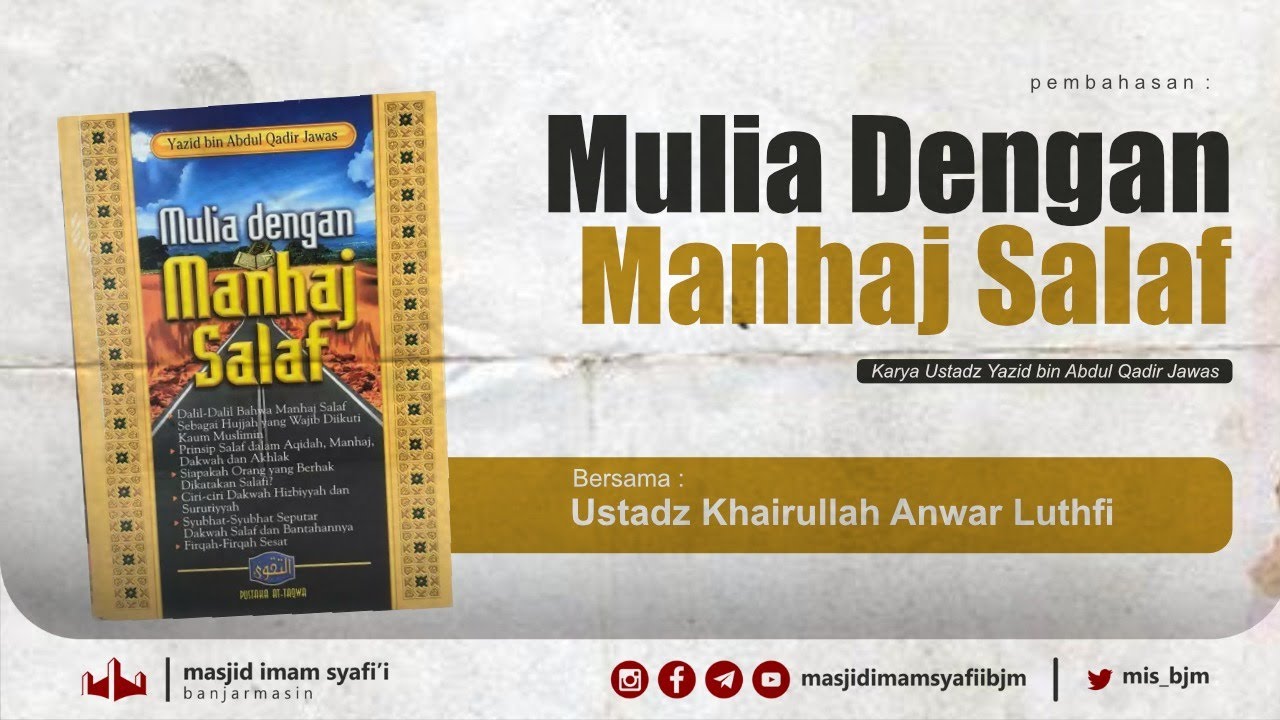 pembahasan :
Mulia Dengan
Manhaj Salaf
Karya Ustadz Yazid bin Abdul Qadir Jawas
Bersama :
Ustadz Khairullah Anwar Luthfi
Yazid bin Abdul Qadir Jawas
Mulia dengan
Manhaj
Salaf
Dalil-Dalil Bahwa Manhaj Salaf
Sebagai Hujjah yang Wajib Diikuti
Kaum Muslimin
Prinsip Salaf dalam Aqidah, Manhaj,
Dakwah dan Akhlak
Siapakah Orang yang Berhak
Dikatakan Salafi?
Ciri-ciri Dakwah Hizbiyyah dan
Sururiyyah
Syubhat-Syubhat Seputar
Dakwah Salaf dan Bantahannya
Firqah-Firqah Sesat
التقوى
PUSTAKA AT-TAQWA
masjid imam syafi'i
banjarmasin
masjidimamsyafiibjm
mis_bjm